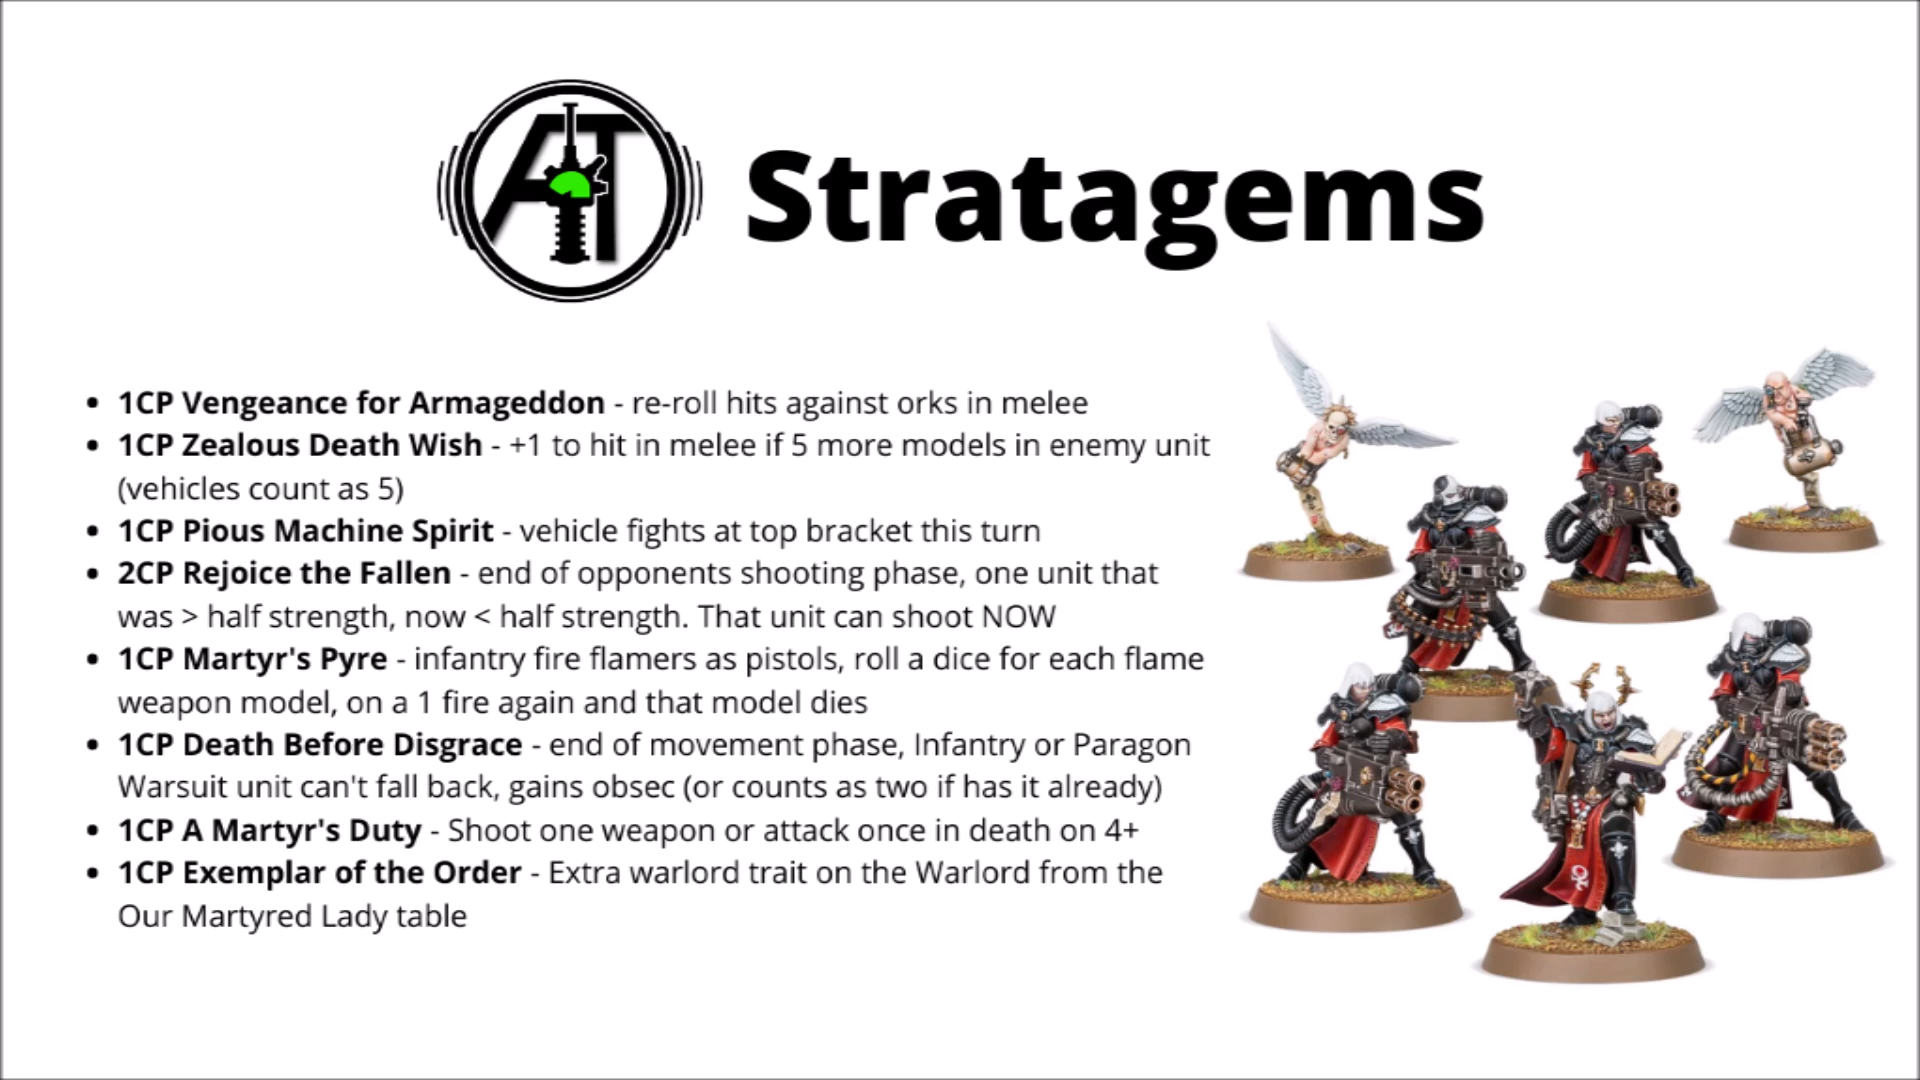 AT
Stratagems
• 1CP Vengeance for Armageddon - re-roll hits against orks in melee
• 1CP Zealous Death Wish - +1 to hit in melee if 5 more models in enemy unit
(vehicles count as 5)
• 1CP Pious Machine Spirit - vehicle fights at top bracket this turn
• 2CP Rejoice the Fallen - end of opponents shooting phase, one unit that
was > half strength, now < half strength. That unit can shoot NOW
• 1CP Martyr's Pyre - infantry fire flamers as pistols, roll a dice for each flame
weapon model, on a 1 fire again and that model dies
• 1CP Death Before Disgrace - end of movement phase, Infantry or Paragon
Warsuit unit can't fall back, gains obsec (or counts as two if has it already)
• 1CP A Martyr's Duty - Shoot one weapon or attack once in death on 4+
• 1CP Exemplar of the Order - Extra warlord trait on the Warlord from the
Our Martyred Lady table